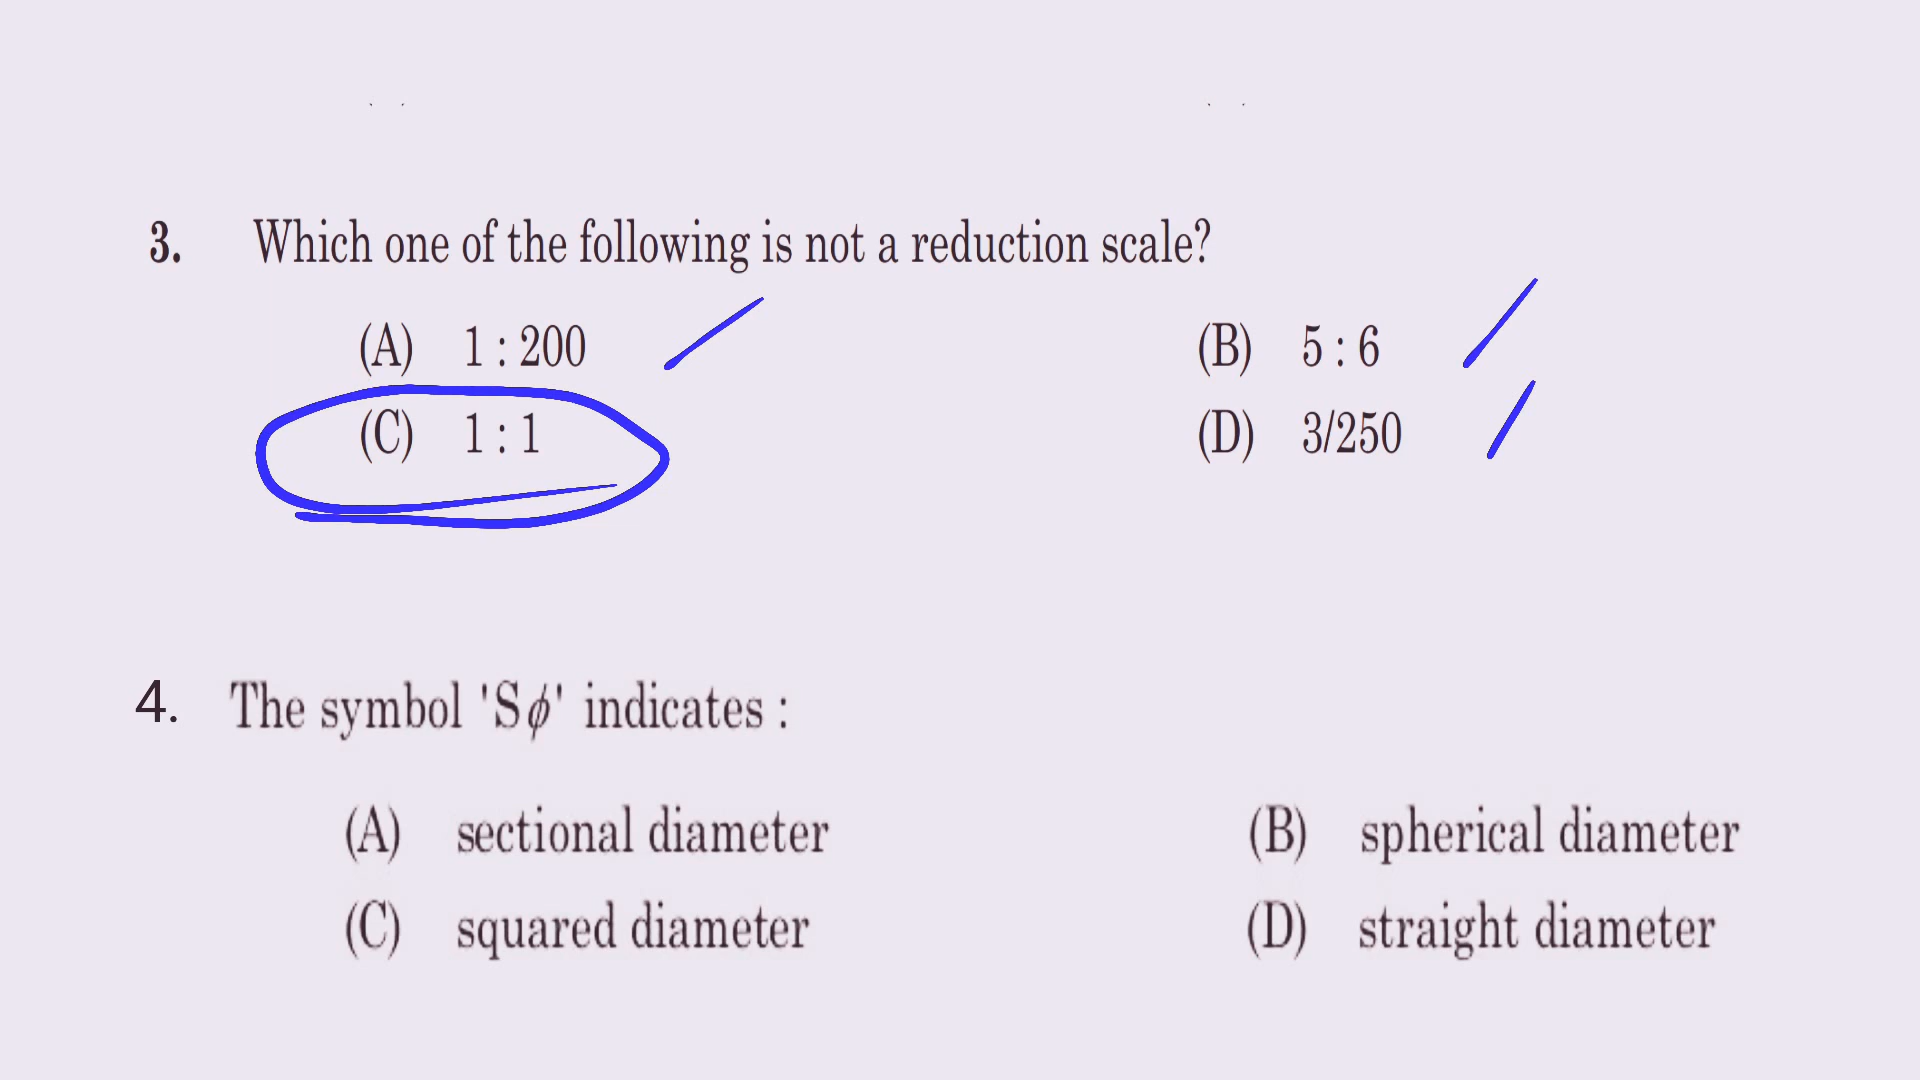 3. Which one of the following is not a reduction scale?
(A) 1 : 200 (B) 5 : 6
(C) 1 : 1 (D) 3/250
4. The symbol 'Sϕ' indicates :
(A) sectional diameter (B) spherical diameter
(C) squared diameter (D) straight diameter